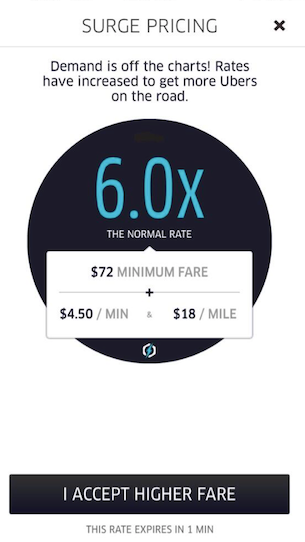 SURGE PRICING ×
Demand is off the charts! Rates
have increased to get more Ubers
on the road.
6.0x
THE NORMAL RATE
$72 MINIMUM FARE
+
$4.50 / MIN & $18 / MILE
I ACCEPT HIGHER FARE
THIS RATE EXPIRES IN 1 MIN